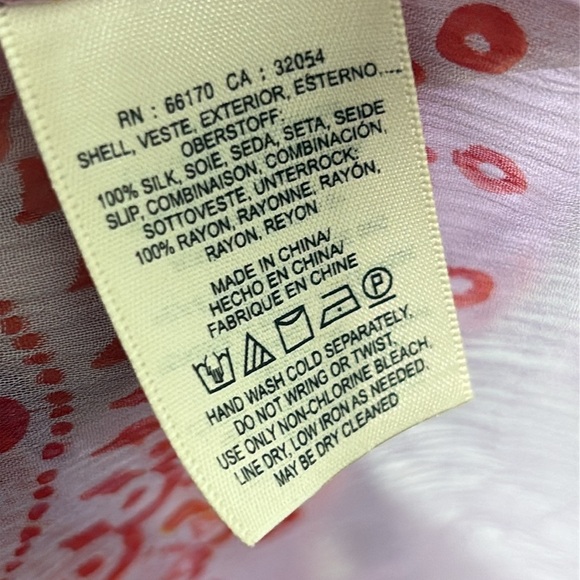 RN : 66170 CA : 32054
SHELL, VESTE, EXTERIOR, ESTERNO,
OBERSTOFF:
100% SILK, SOIE, SEDA, SETA, SEIDE
SLIP, COMBINAISON, COMBINACIÓN,
SOTTOVESTE, UNTERROCK:
100% RAYON, RAYONNE, RAYÓN,
RAYON, REYON
MADE IN CHINA/
HECHO EN CHINA/
FABRIQUE EN CHINE
P
HAND WASH COLD SEPARATELY,
DO NOT WRING OR TWIST,
USE ONLY NON-CHLORINE BLEACH,
LINE DRY, LOW IRON AS NEEDED.
MAY BE DRY CLEANED